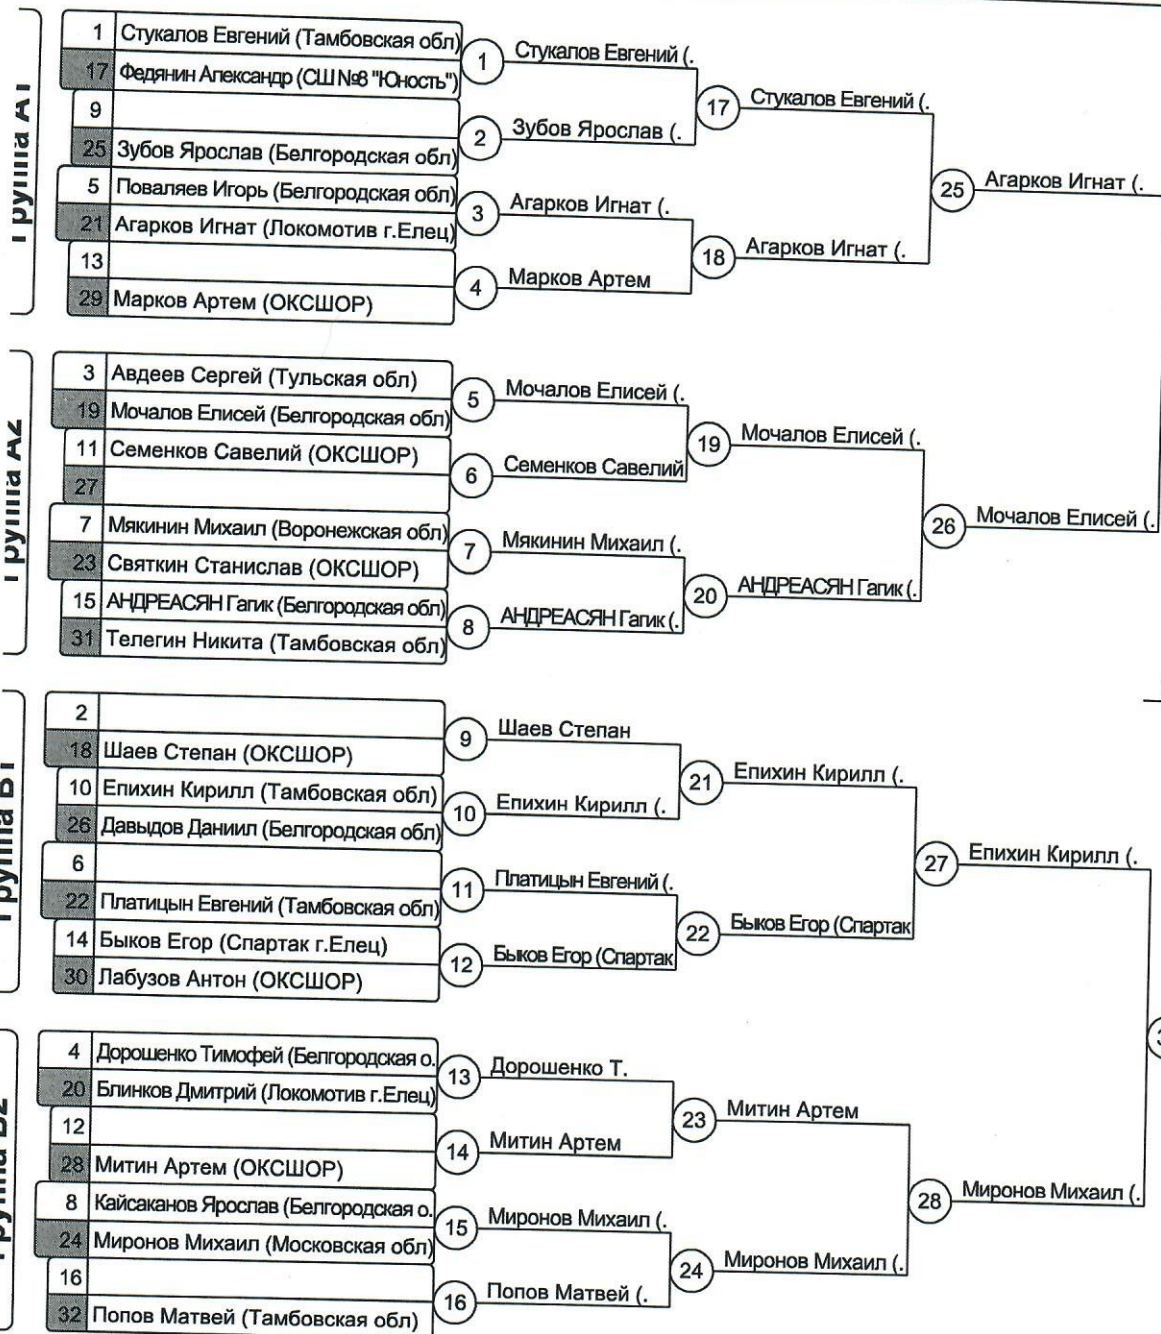 Группа А1
1 Стукалов Евгений (Тамбовская обл)
17 Федянин Александр (СШ №8 "Юность")
9
25 Зубов Ярослав (Белгородская обл)
5 Поваляев Игорь (Белгородская обл)
21 Агарков Игнат (Локомотив г.Елец)
13
29 Марков Артем (ОКСШОР)
1 Стукалов Евгений (.
2 Зубов Ярослав (.
3 Агарков Игнат (.
4 Марков Артем
17 Стукалов Евгений (.
18 Агарков Игнат (.
25 Агарков Игнат (.
Группа А2
3 Авдеев Сергей (Тульская обл)
19 Мочалов Елисей (Белгородская обл)
11 Семенков Савелий (ОКСШОР)
27
7 Мякинин Михаил (Воронежская обл)
23 Святкин Станислав (ОКСШОР)
15 АНДРЕАСЯН Гагик (Белгородская обл)
31 Телегин Никита (Тамбовская обл)
5 Мочалов Елисей (.
6 Семенков Савелий
7 Мякинин Михаил (.
8 АНДРЕАСЯН Гагик (.
19 Мочалов Елисей (.
20 АНДРЕАСЯН Гагик (.
26 Мочалов Елисей (.
Группа В1
2
18 Шаев Степан (ОКСШОР)
10 Епихин Кирилл (Тамбовская обл)
26 Давыдов Даниил (Белгородская обл)
6
22 Платицын Евгений (Тамбовская обл)
14 Быков Егор (Спартак г.Елец)
30 Лабузов Антон (ОКСШОР)
9 Шаев Степан
10 Епихин Кирилл (.
11 Платицын Евгений (.
12 Быков Егор (Спартак
21 Епихин Кирилл (.
22 Быков Егор (Спартак
27 Епихин Кирилл (.
Группа В2
4 Дорошенко Тимофей (Белгородская о.
20 Блинков Дмитрий (Локомотив г.Елец)
12
28 Митин Артем (ОКСШОР)
8 Кайсаканов Ярослав (Белгородская о.
24 Миронов Михаил (Московская обл)
16
32 Попов Матвей (Тамбовская обл)
13 Дорошенко Т.
14 Митин Артем
15 Миронов Михаил (.
16 Попов Матвей (.
23 Митин Артем
24 Миронов Михаил (.
28 Миронов Михаил (.